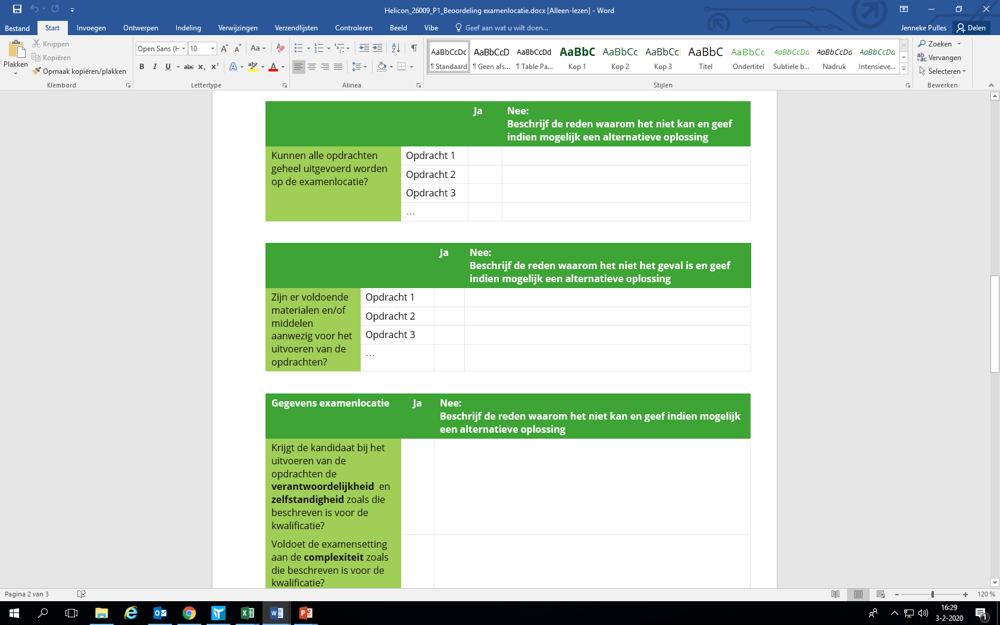 Helicon_26009_P1_Beoordeling examenlocatie.docx [Alleen-lezen] - Word
Bestand Start Invoegen Ontwerpen Indeling Verwijzingen Verzendlijsten Controleren Beeld Vibe Geef aan wat u wilt doen... Jenneke Pulles Delen
Plakken
Knippen
Kopiëren
Opmaak kopiëren/plakken
Klembord
Open Sans (H 10
Aa
B I U abc x₂ x²
Lettertype
Alinea
AaBbCcDc AaBbCcD AaBbCcDd AaBbC AaBbCc AaBbCc AaBbC AaBbCc AaBbCcDd AaBbCcDa AaBbCcDa
¶ Standaard ¶ Geen afs... ¶ Table Pa... Kop 1 Kop 2 Kop 3 Titel Ondertitel Subtiele b... Nadruk Intensieve...
Stijlen
Zoeken
Vervangen
Selecteren
Bewerken
Ja
Nee:
Beschrijf de reden waarom het niet kan en geef
indien mogelijk een alternatieve oplossing
Kunnen alle opdrachten
geheel uitgevoerd worden
op de examenlocatie?
Opdracht 1
Opdracht 2
Opdracht 3
...
Ja
Nee:
Beschrijf de reden waarom het niet het geval is en geef
indien mogelijk een alternatieve oplossing
Zijn er voldoende
materialen en/of
middelen
aanwezig voor het
uitvoeren van de
opdrachten?
Opdracht 1
Opdracht 2
Opdracht 3
...
Gegevens examenlocatie
Ja
Nee:
Beschrijf de reden waarom het niet kan en geef indien mogelijk
een alternatieve oplossing
Krijgt de kandidaat bij het
uitvoeren van de
opdrachten de
verantwoordelijkheid en
zelfstandigheid zoals die
beschreven is voor de
kwalificatie?
Voldoet de examensetting
aan de complexiteit zoals
die beschreven is voor de
kwalificatie?
Pagina 2 van 3
120 %
16:29
3-2-2020
1